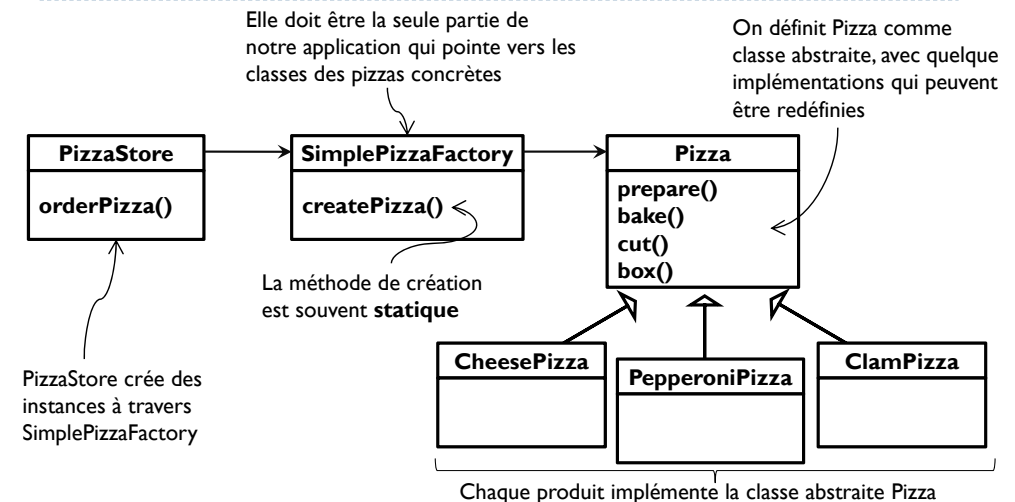 Elle doit être la seule partie de
notre application qui pointe vers les
classes des pizzas concrètes
On définit Pizza comme
classe abstraite, avec quelque
implémentations qui peuvent
être redéfinies
PizzaStore
orderPizza()
SimplePizzaFactory
createPizza()
Pizza
prepare()
bake()
cut()
box()
La méthode de création
est souvent statique
PizzaStore crée des
instances à travers
SimplePizzaFactory
CheesePizza
PepperoniPizza
ClamPizza
Chaque produit implémente la classe abstraite Pizza